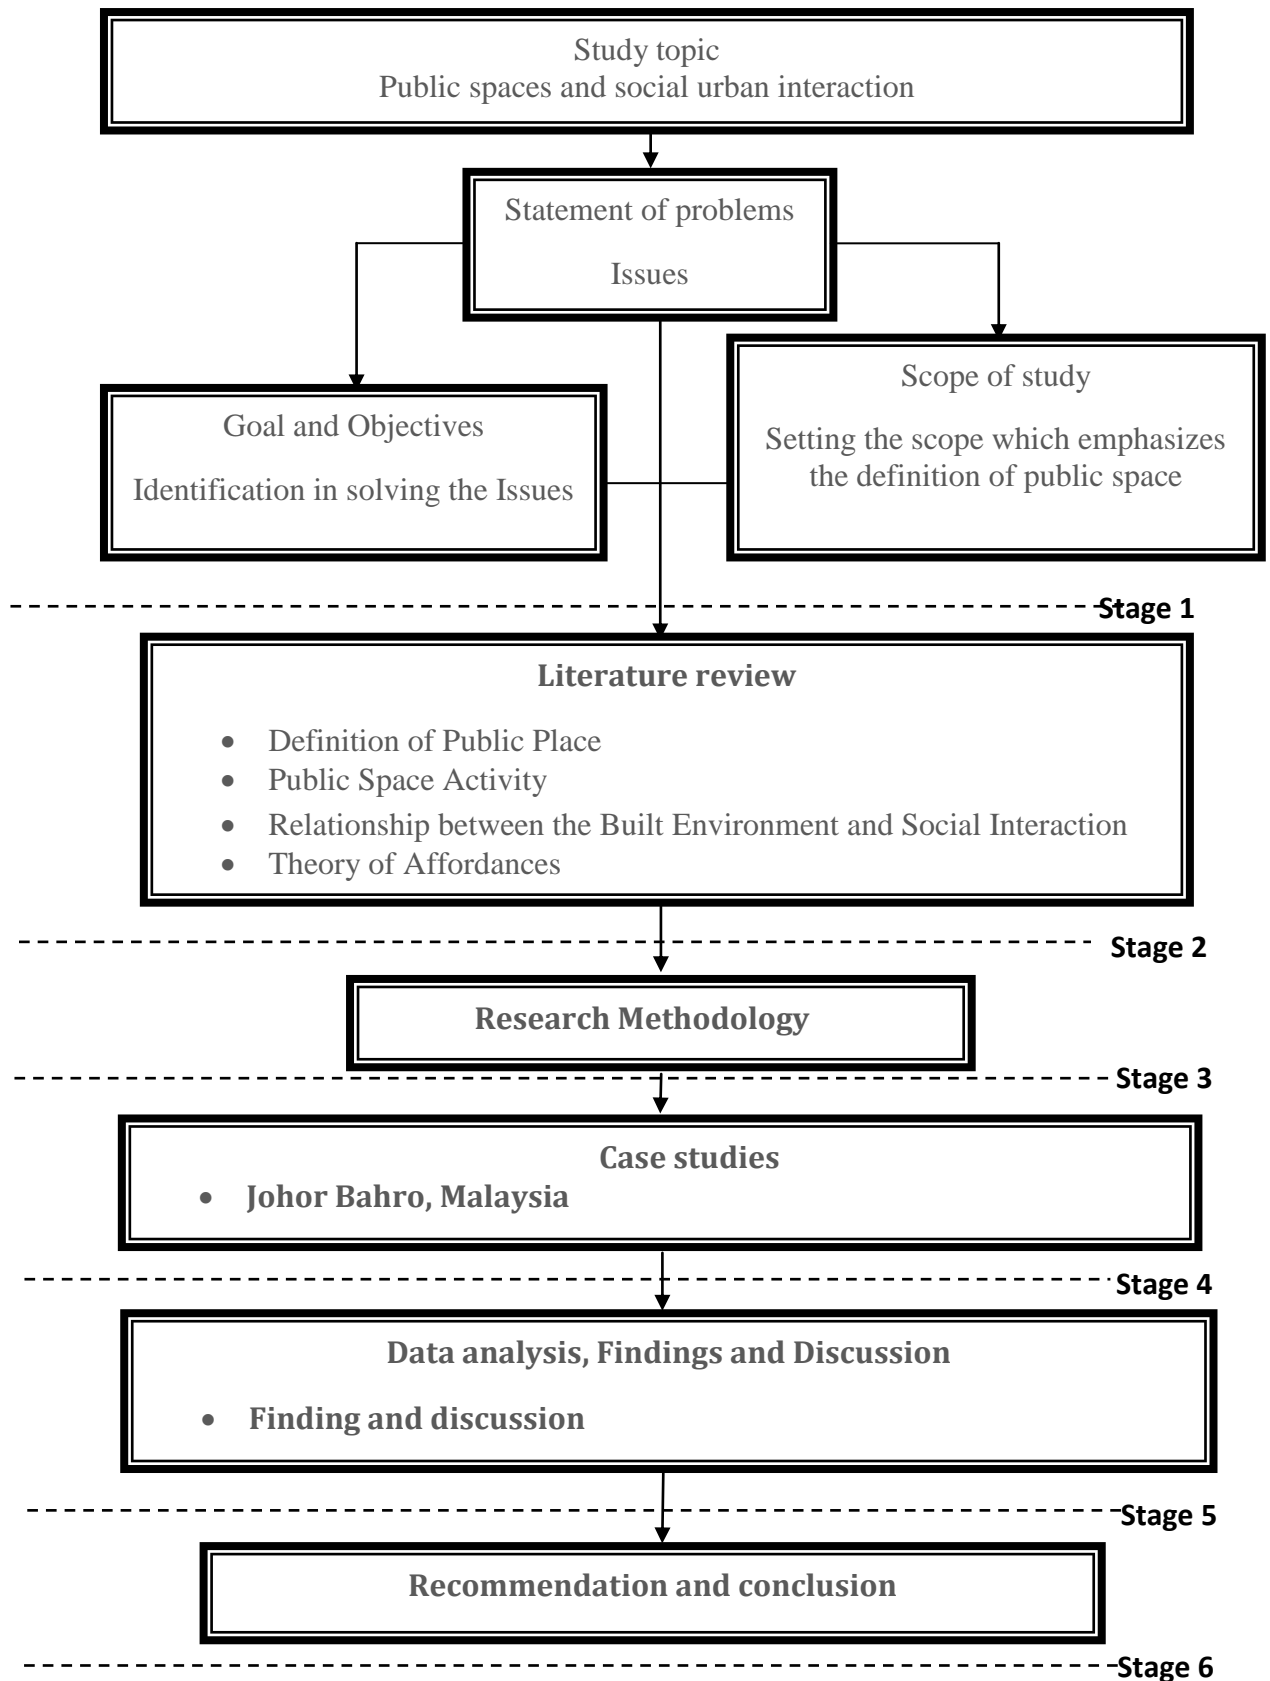 Study topic
Public spaces and social urban interaction
Statement of problems
Issues
Goal and Objectives
Identification in solving the Issues
Scope of study
Setting the scope which emphasizes
the definition of public space
Stage 1
Literature review
• Definition of Public Place
• Public Space Activity
• Relationship between the Built Environment and Social Interaction
• Theory of Affordances
Stage 2
Research Methodology
Stage 3
Case studies
• Johor Bahro, Malaysia
Stage 4
Data analysis, Findings and Discussion
• Finding and discussion
Stage 5
Recommendation and conclusion
Stage 6